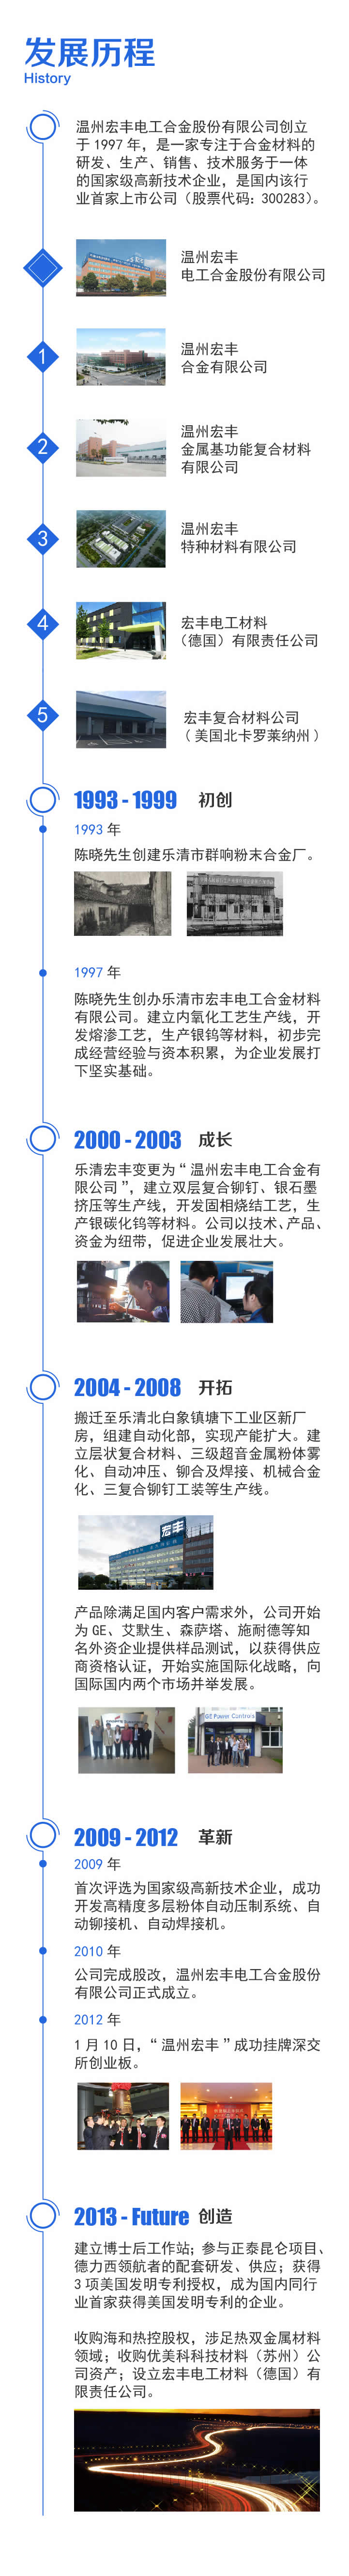 发展历程
History
温州宏丰电工合金股份有限公司创立
于 1997 年，是一家专注于合金材料的
研发、生产、销售、技术服务于一体
的国家级高新技术企业，是国内该行
业首家上市公司（股票代码: 300283）。
温州宏丰
电工合金股份有限公司
1
温州宏丰
合金有限公司
2
温州宏丰
金属基功能复合材料
有限公司
3
温州宏丰
特种材料有限公司
4
宏丰电工材料
（德国）有限责任公司
5
宏丰复合材料公司
（ 美国北卡罗莱纳州 ）
1993 - 1999 初创
1993 年
陈晓先生创建乐清市群响粉末合金厂。
1997 年
陈晓先生创办乐清市宏丰电工合金材料
有限公司。建立内氧化工艺生产线，开
发熔渗工艺，生产银钨等材料，初步完
成经营经验与资本积累，为企业发展打
下坚实基础。
2000 - 2003 成长
乐清宏丰变更为 “ 温州宏丰电工合金有
限公司 ”，建立双层复合铆钉、银石墨
挤压等生产线，开发固相烧结工艺，生
产银碳化钨等材料。公司以技术、产品、
资金为纽带，促进企业发展壮大。
2004 - 2008 开拓
搬迁至乐清北白象镇塘下工业区新厂
房，组建自动化部，实现产能扩大。建
立层状复合材料、三级超音金属粉体雾
化、自动冲压、铆合及焊接、机械合金
化、三复合铆钉工装等生产线。
宏丰
产品除满足国内客户需求外，公司开始
为 GE、艾默生、森萨塔、施耐德等知
名外资企业提供样品测试，以获得供应
商资格认证，开始实施国际化战略，向
国际国内两个市场并举发展。
GE Power Controls
2009 - 2012 革新
2009 年
首次评选为国家级高新技术企业，成功
开发高精度多层粉体自动压制系统、自
动铆接机、自动焊接机。
2010 年
公司完成股改，温州宏丰电工合金股份
有限公司正式成立。
2012 年
1 月 10 日，“ 温州宏丰 ” 成功挂牌深交
所创业板。
2013 - Future 创造
建立博士后工作站；参与正泰昆仑项目、
德力西领航者的配套研发、供应；获得
3 项美国发明专利授权，成为国内同行
业首家获得美国发明专利的企业。
收购海和热控股权，涉足热双金属材料
领域；收购优美科科技材料（苏州）公
司资产；设立宏丰电工材料（德国）有
限责任公司。